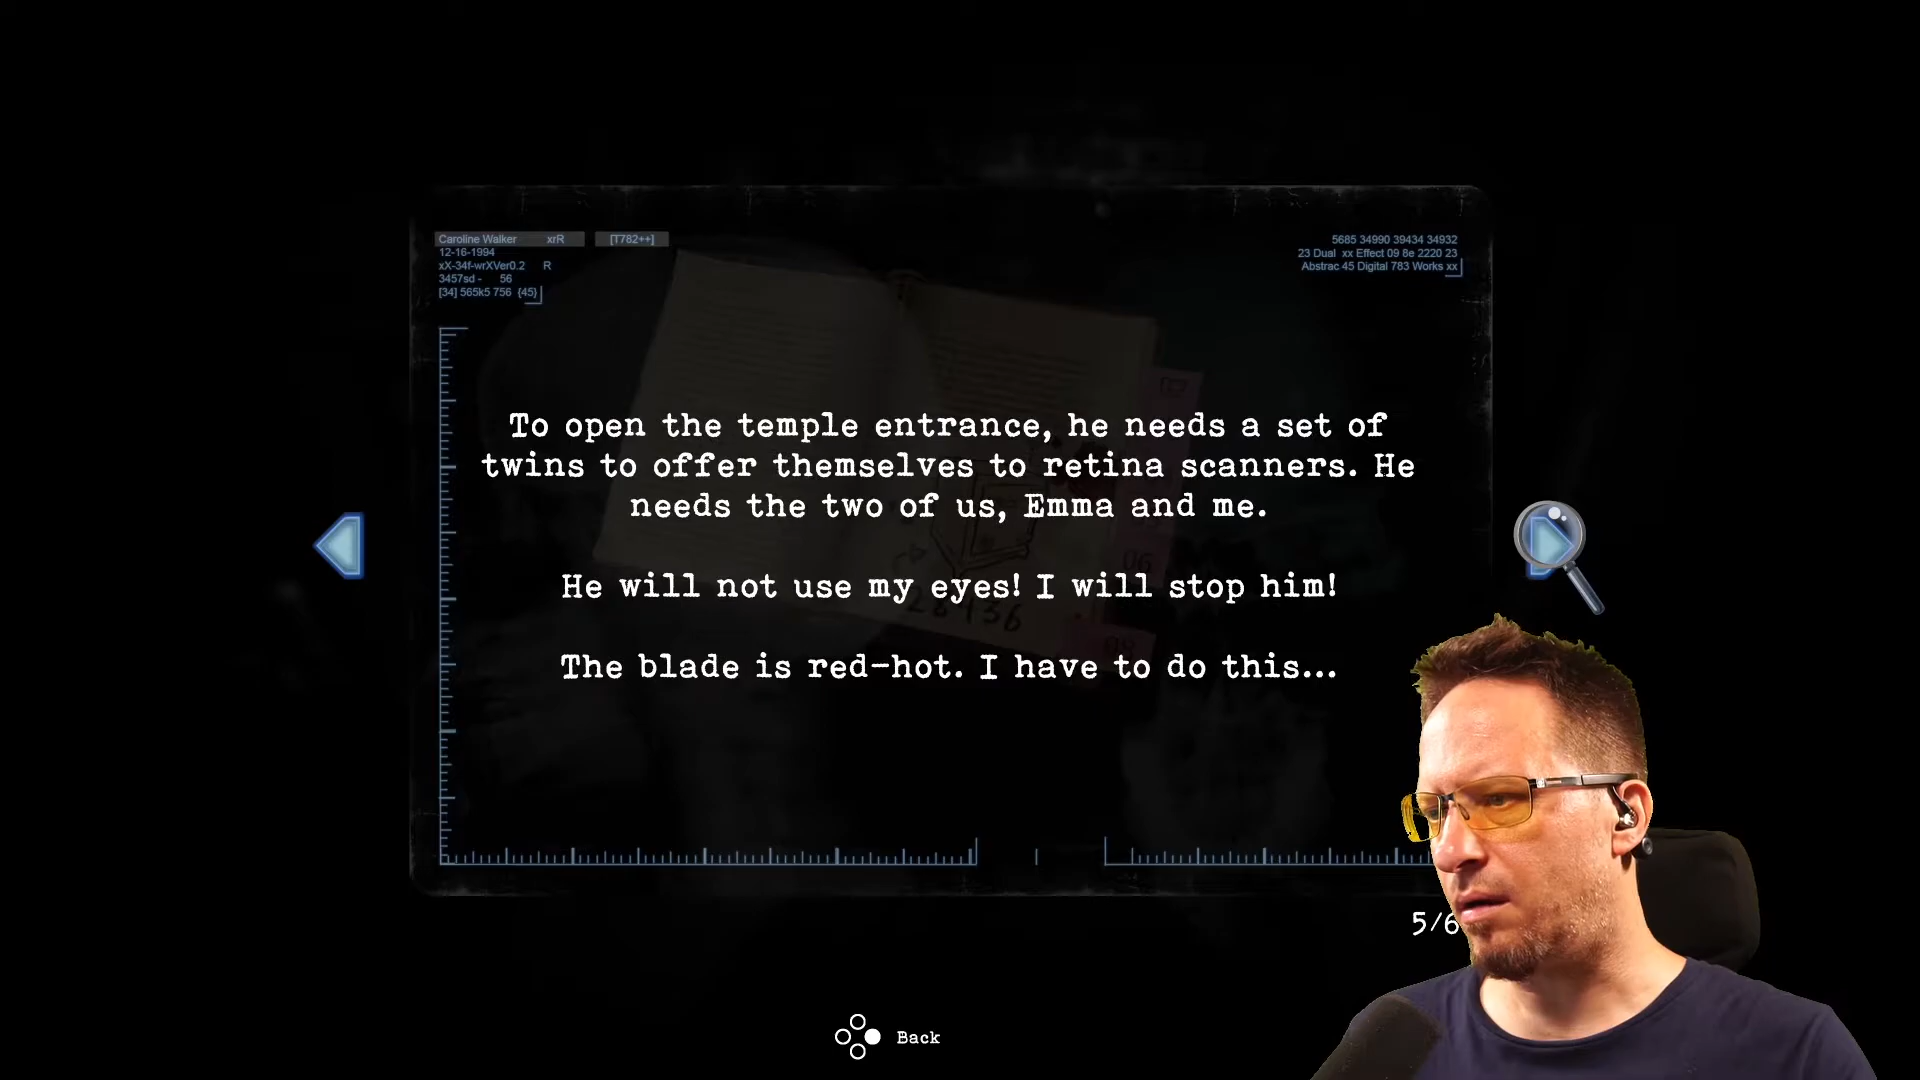 Caroline Walker xrR [T782++]
12-16-1994
xX-34f-wrXVer0.2 R
3457sd - 56
[34] 565k5 756 {45}
5685 34990 39434 34932
23 Dual xx Effect 09 8e 2220 23
Abstrac 45 Digital 783 Works xx
To open the temple entrance, he needs a set of
twins to offer themselves to retina scanners. He
needs the two of us, Emma and me.
He will not use my eyes! I will stop him!
The blade is red-hot. I have to do this...
5/6
Back